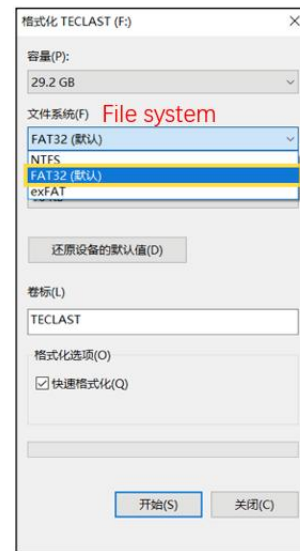 格式化 TECLAST (F:)
容量(P):
29.2 GB
文件系统(F) File system
FAT32 (默认)
NTFS
FAT32 (默认)
exFAT
还原设备的默认值(D)
卷标(L)
TECLAST
格式化选项(O)
快速格式化(Q)
开始(S) 关闭(C)